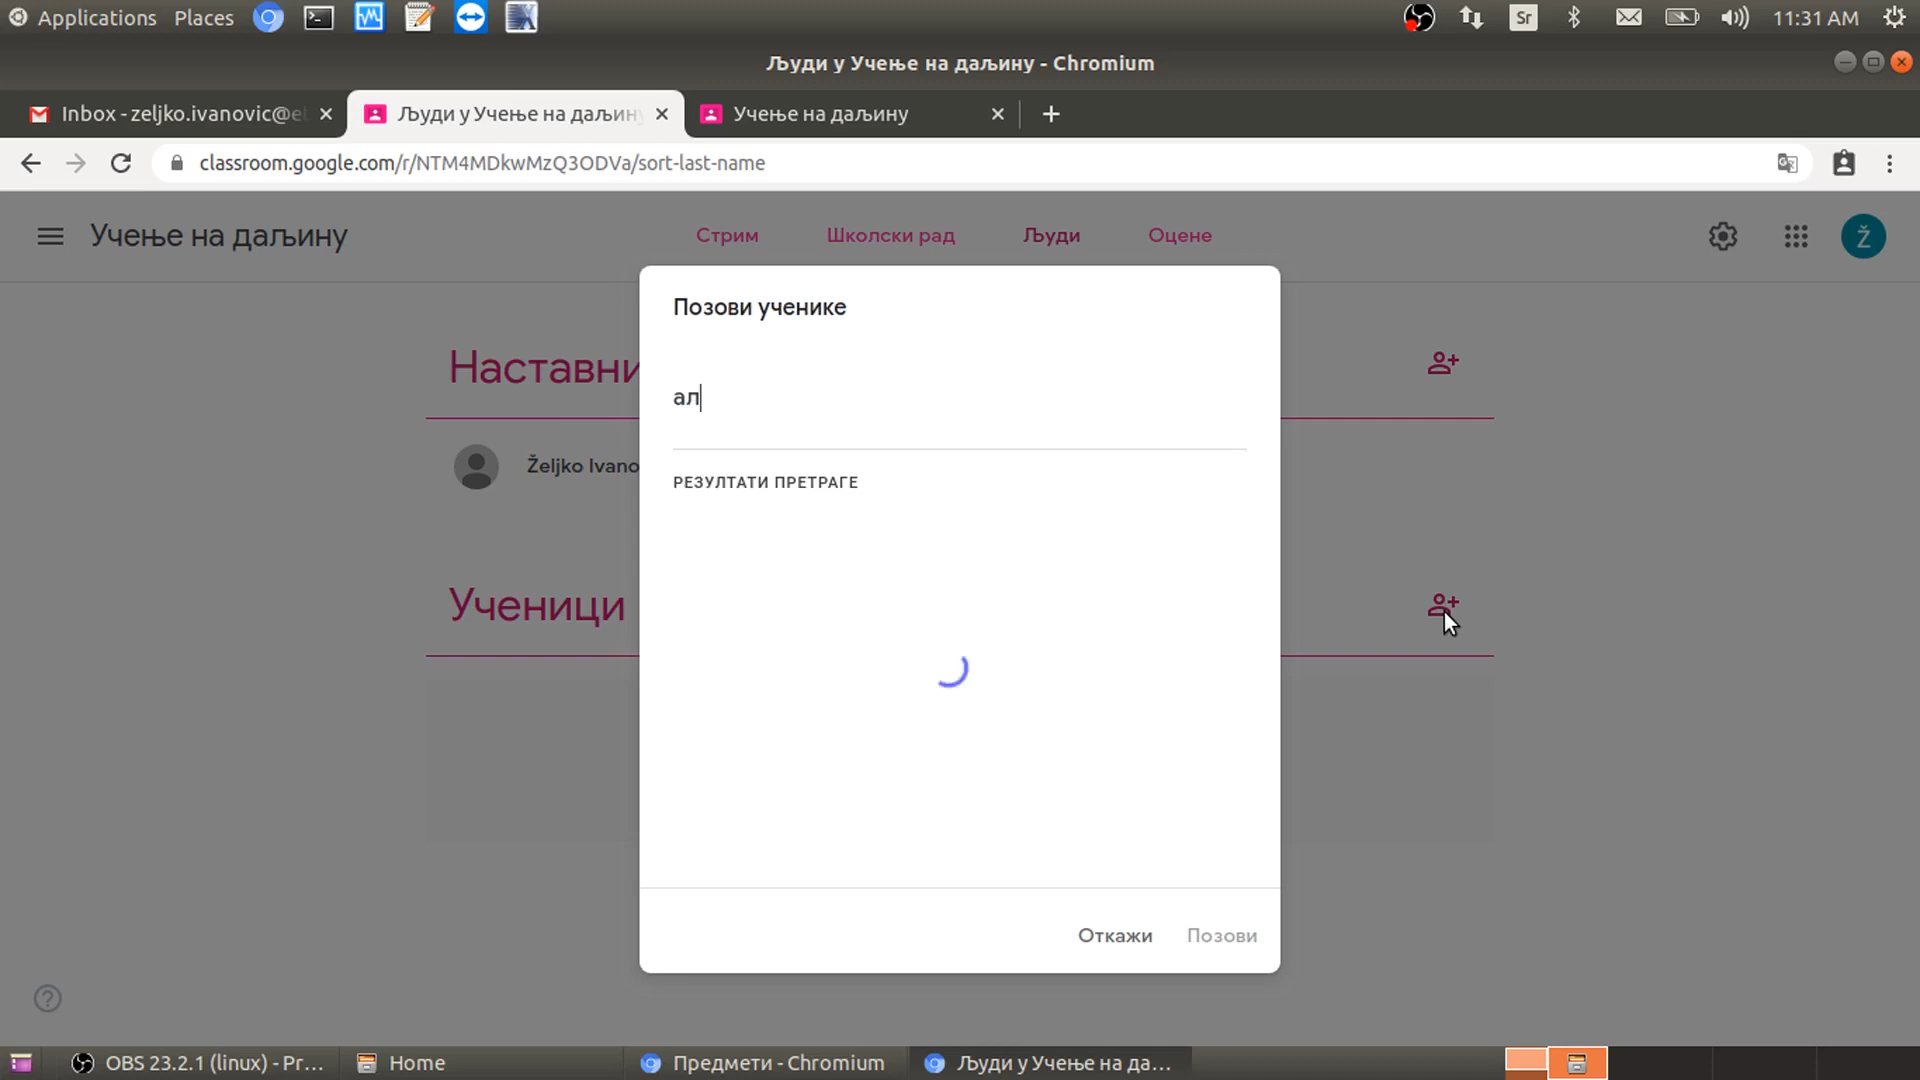 Applications Places Sr 11:31 AM
Људи у Учење на даљину - Chromium
Inbox - zeljko.ivanovic@e Људи у Учење на даљину Учење на даљину
classroom.google.com/r/NTM4MDkwMzQ3ODVa/sort-last-name
Учење на даљину Стрим Школски рад Људи Оцене Ž
Позови ученике
Настaвни
ал
Željko Ivano
РЕЗУЛТАТИ ПРЕТРАГЕ
Ученици
Откажи Позови
OBS 23.2.1 (linux) - Pr... Home Предмети - Chromium Људи у Учење на да...